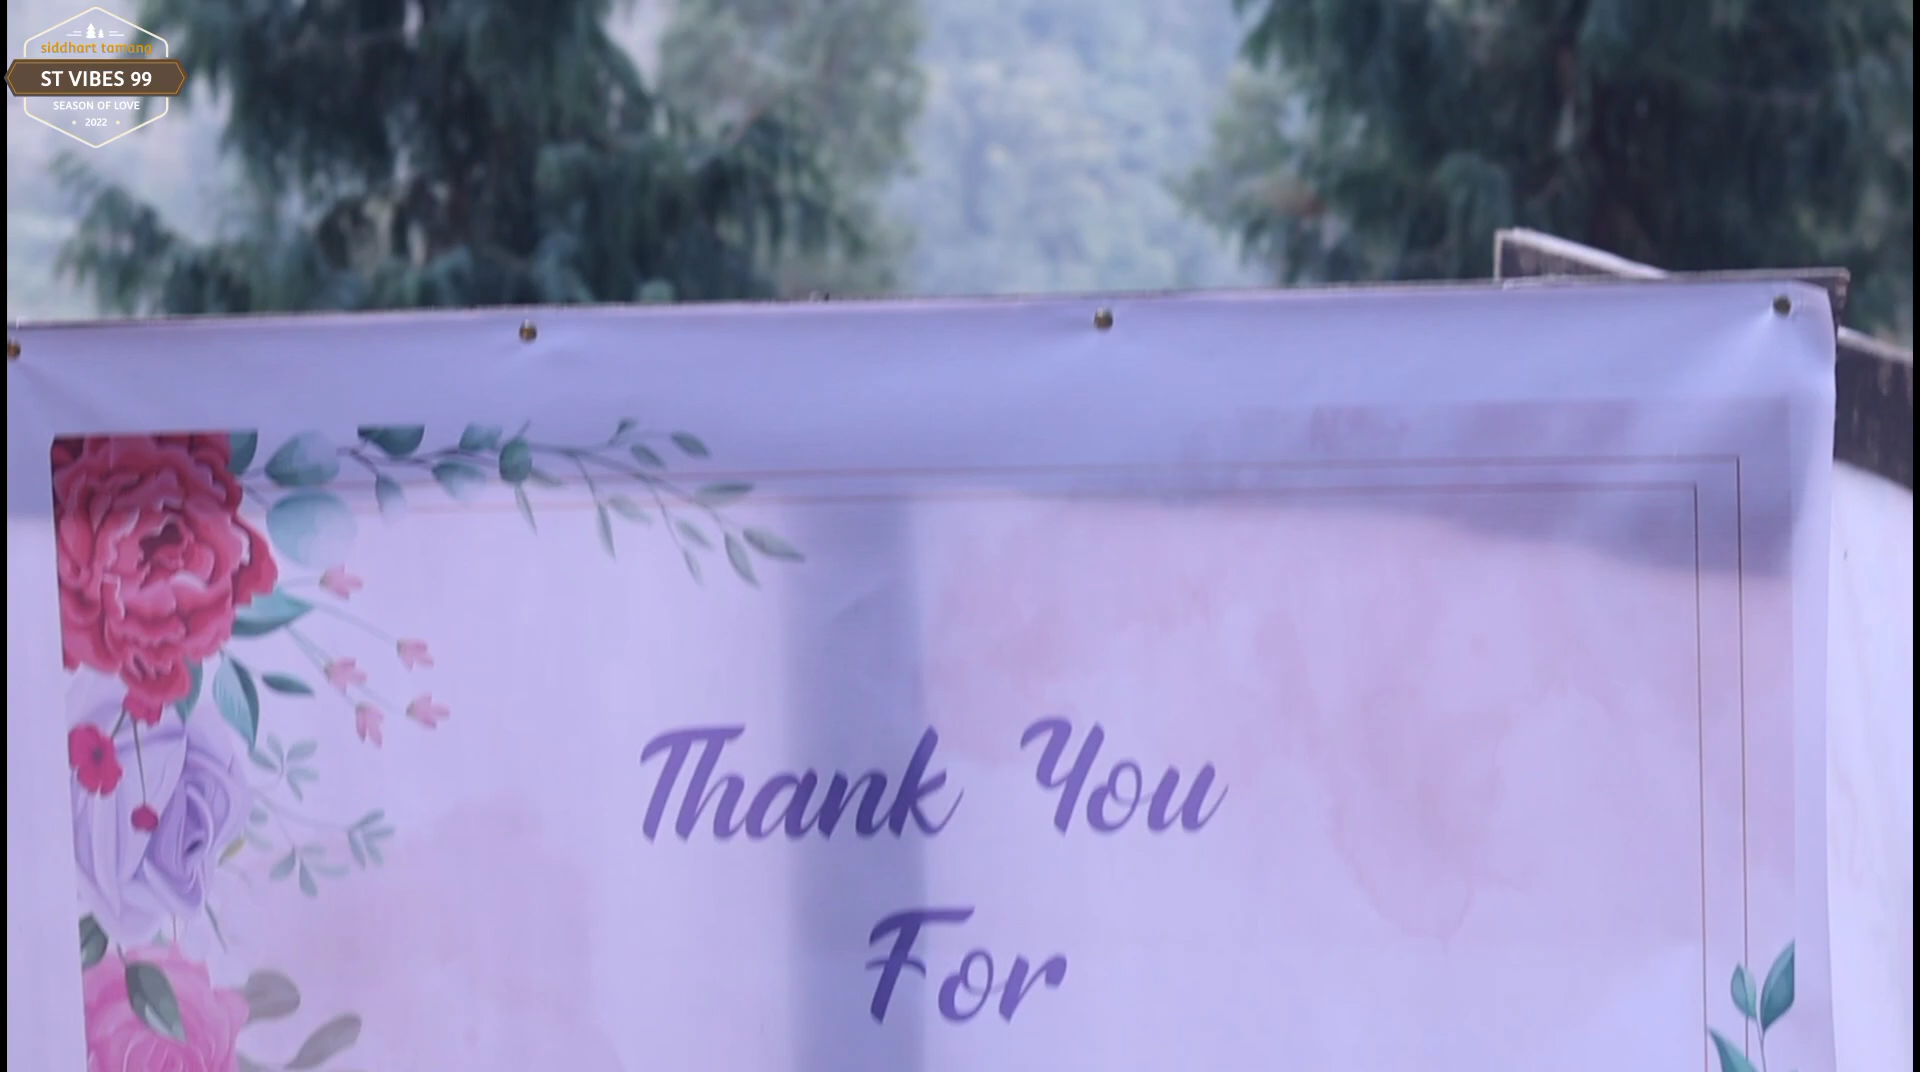 siddhart tamang
ST VIBES 99
SEASON OF LOVE
• 2022 •
Thank You
For